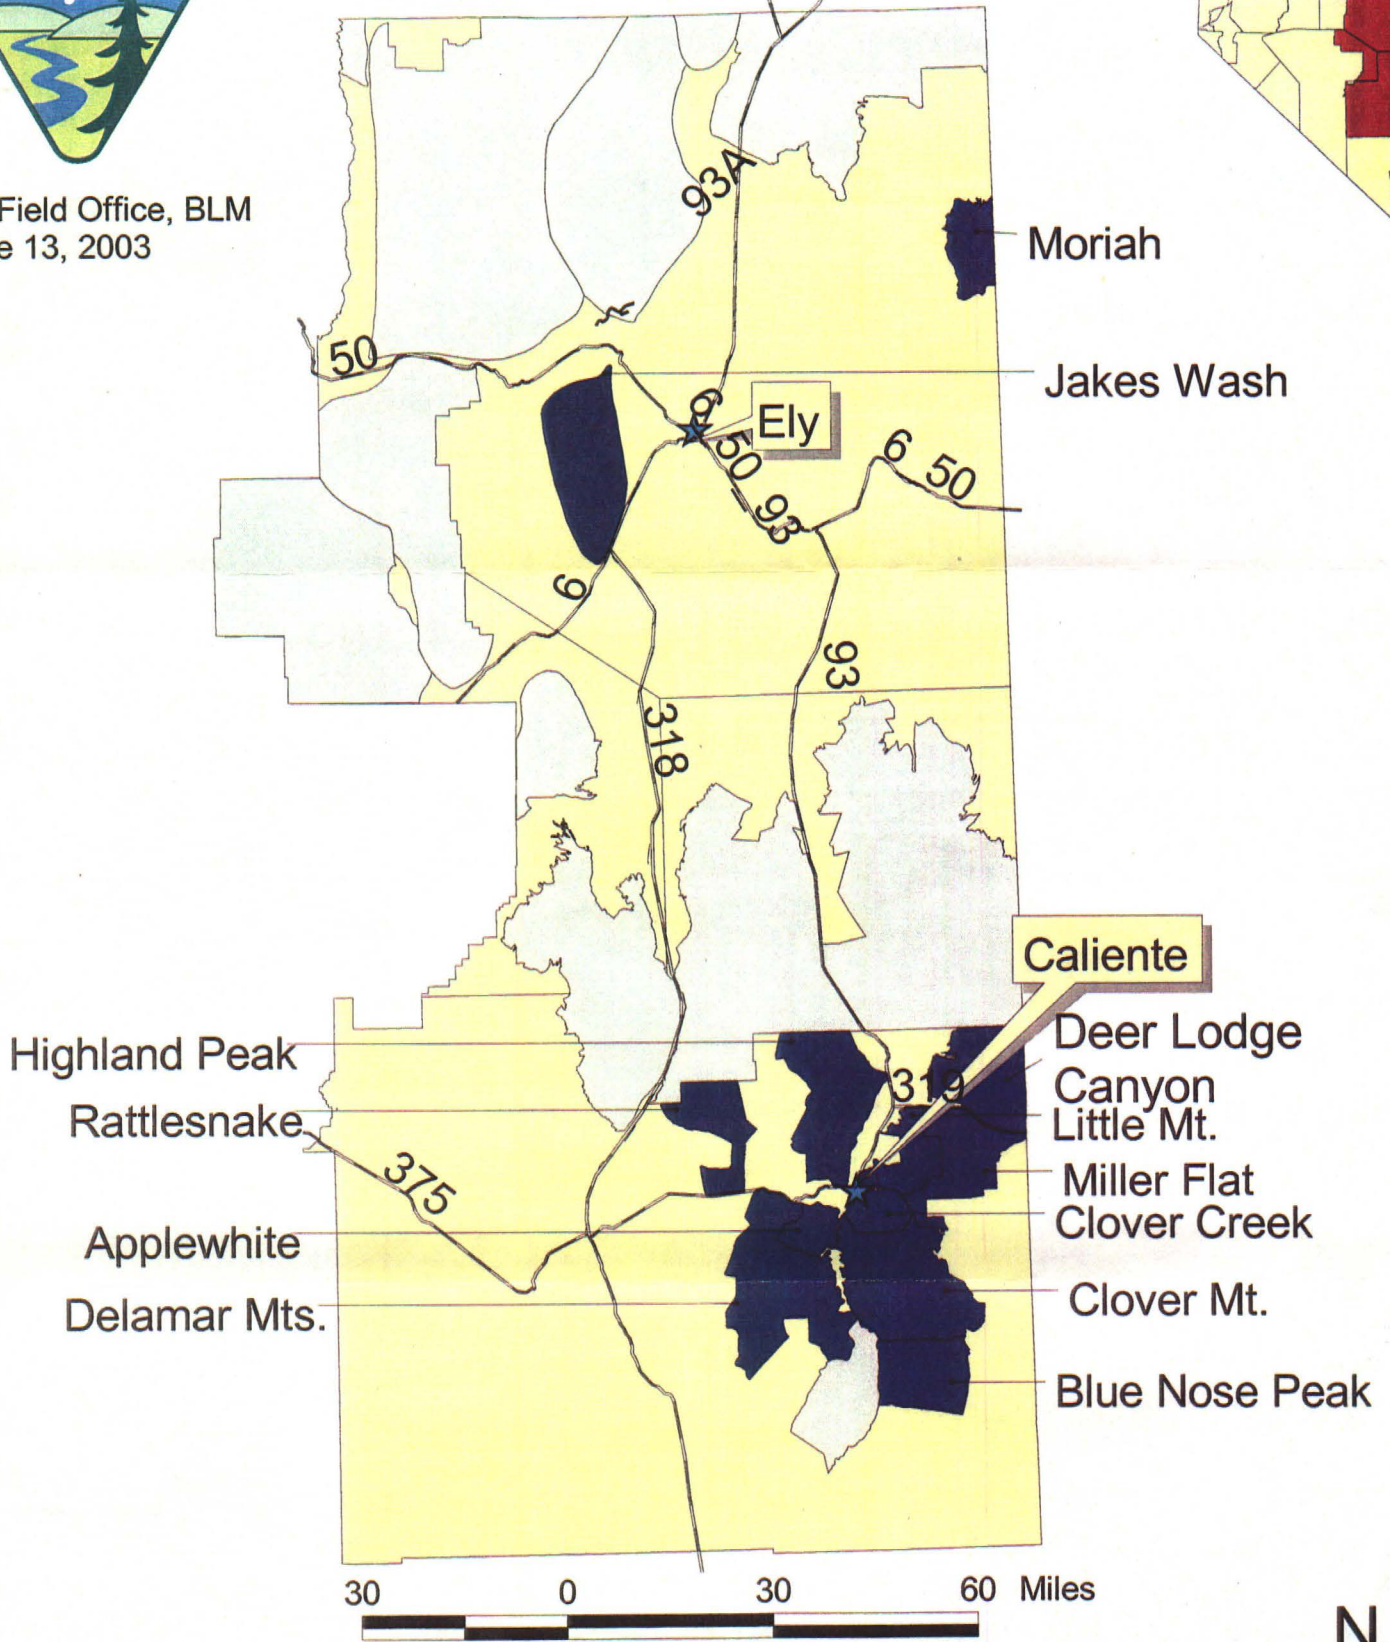 Field Office, BLM
13, 2003
93A
Moriah
50
Jakes Wash
6
Ely
50
6 50
93
6
93
318
Caliente
Highland Peak
Deer Lodge
Canyon
319
Rattlesnake
Little Mt.
375
Miller Flat
Clover Creek
Applewhite
Clover Mt.
Delamar Mts.
Blue Nose Peak
30 0 30 60 Miles
N